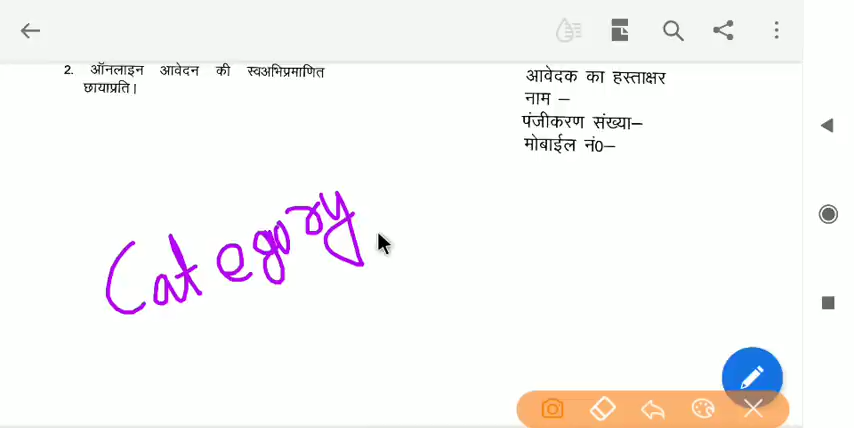 2. ऑनलाइन आवेदन की स्वअभिप्रमाणित
छायाप्रति।
आवेदक का हस्ताक्षर
नाम –
पंजीकरण संख्या–
मोबाईल नं0–
Category